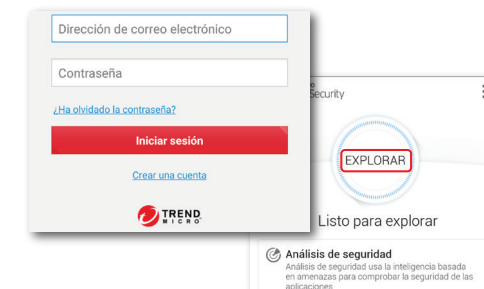 Dirección de correo electrónico
Contraseña
¿Ha olvidado la contraseña?
Iniciar sesión
Crear una cuenta
TREND
MICRO
Security
EXPLORAR
Listo para explorar
Análisis de seguridad
Análisis de seguridad usa la inteligencia basada
en amenazas para comprobar la seguridad de las
aplicaciones